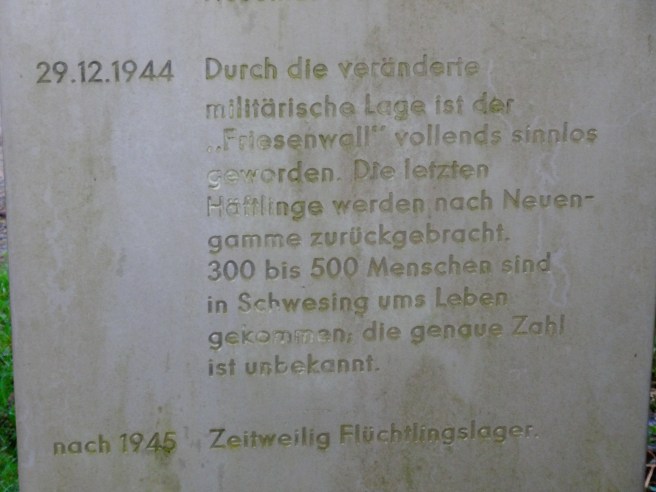 29.12.1944 Durch die veränderte
militärische Lage ist der
„Friesenwall" vollends sinnlos
geworden. Die letzten
Häftlinge werden nach Neuen-
gamme zurückgebracht.
300 bis 500 Menschen sind
in Schwesing ums Leben
gekommen; die genaue Zahl
ist unbekannt.
nach 1945 Zeitweilig Flüchtlingslager.